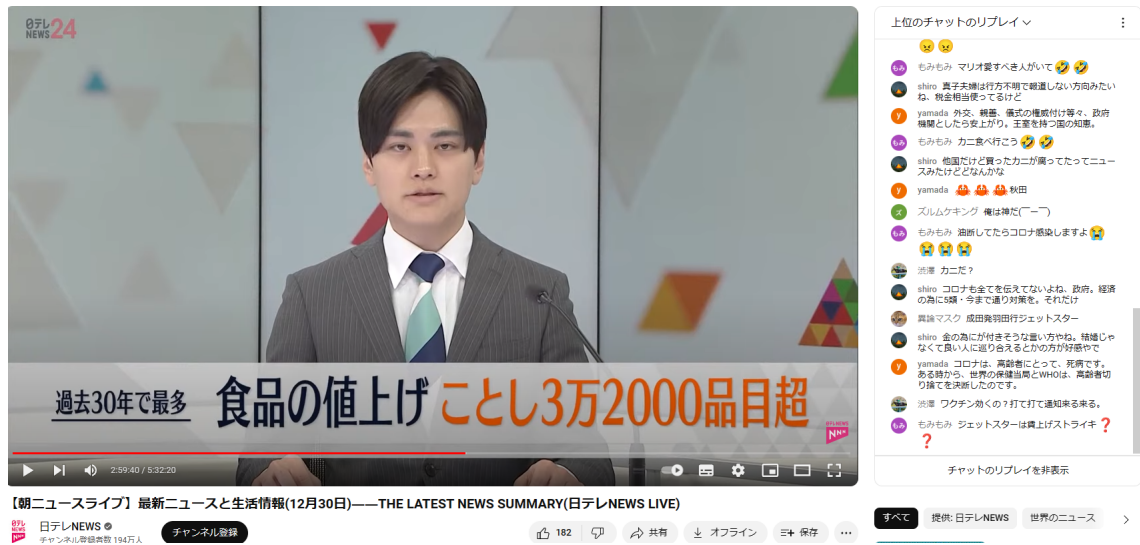 日テレ
NEWS24
過去30年で最多
食品の値上げ ことし3万2000品目超
日テレNEWS
NNN
2:59:40 / 5:32:20
【朝ニュースライブ】最新ニュースと生活情報(12月30日)――THE LATEST NEWS SUMMARY(日テレNEWS LIVE)
日テレ
NEWS
日テレNEWS
チャンネル登録者数 194万人
チャンネル登録
182
共有
オフライン
保存
上位のチャットのリプレイ
もみ
もみもみ マリオ愛すべき人がいて🤣🤣
shiro 真子夫婦は行方不明で報道しない方向みたい
ね、税金相当使ってるけど
y
yamada 外交、親善、儀式の権威付け等々、政府
機関としたら安上がり。王室を持つ国の知恵。
もみ
もみもみ カニ食べ行こう🤣🤣
shiro 他国だけど買ったカニが腐ってたってニュー
スみたけどどなんかな
y
yamada 🦀🦀🦀秋田
ズ
ズルムケキング 俺は神だ(￣ー￣)
もみ
もみもみ 油断してたらコロナ感染しますよ😭
😭😭😭
渋澤 カニだ？
shiro コロナも全てを伝えてないよね、政府。経済
の為に5類・今まで通り対策を。それだけ
異論マスク 成田発羽田行ジェットスター
shiro 金の為にが付きそうな言い方やね。結婚じゃ
なくて良い人に巡り合えるとかの方が好感やで
y
yamada コロナは、高齢者にとって、死病です。
ある時から、世界の保健当局とWHOは、高齢者切
り捨てを決断したのです。
渋澤 ワクチン効くの？打て打て通知来る来る。
もみ
もみもみ ジェットスターは賃上げストライキ❓
❓
チャットのリプレイを非表示
すべて
提供: 日テレNEWS
世界のニュース